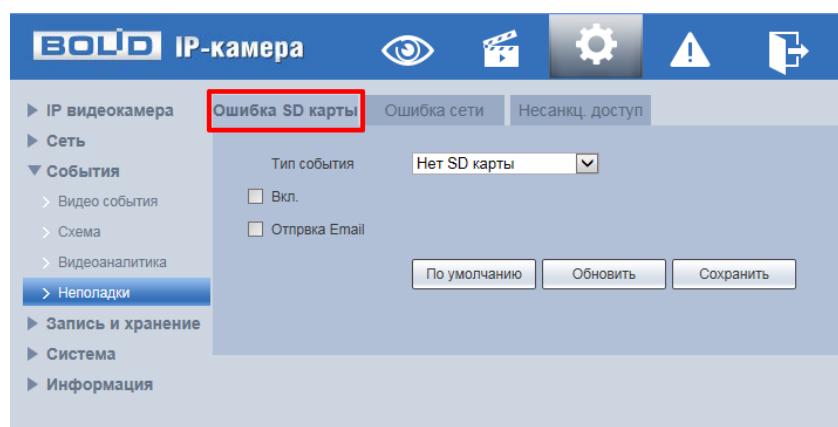 BOLID IP-камера
IP видеокамера
Сеть
События
Видео события
Схема
Видеоаналитика
Неполадки
Запись и хранение
Система
Информация
Ошибка SD карты
Ошибка сети
Несанкц. доступ
Тип события Нет SD карты
Вкл.
Отпрвка Email
По умолчанию Обновить Сохранить